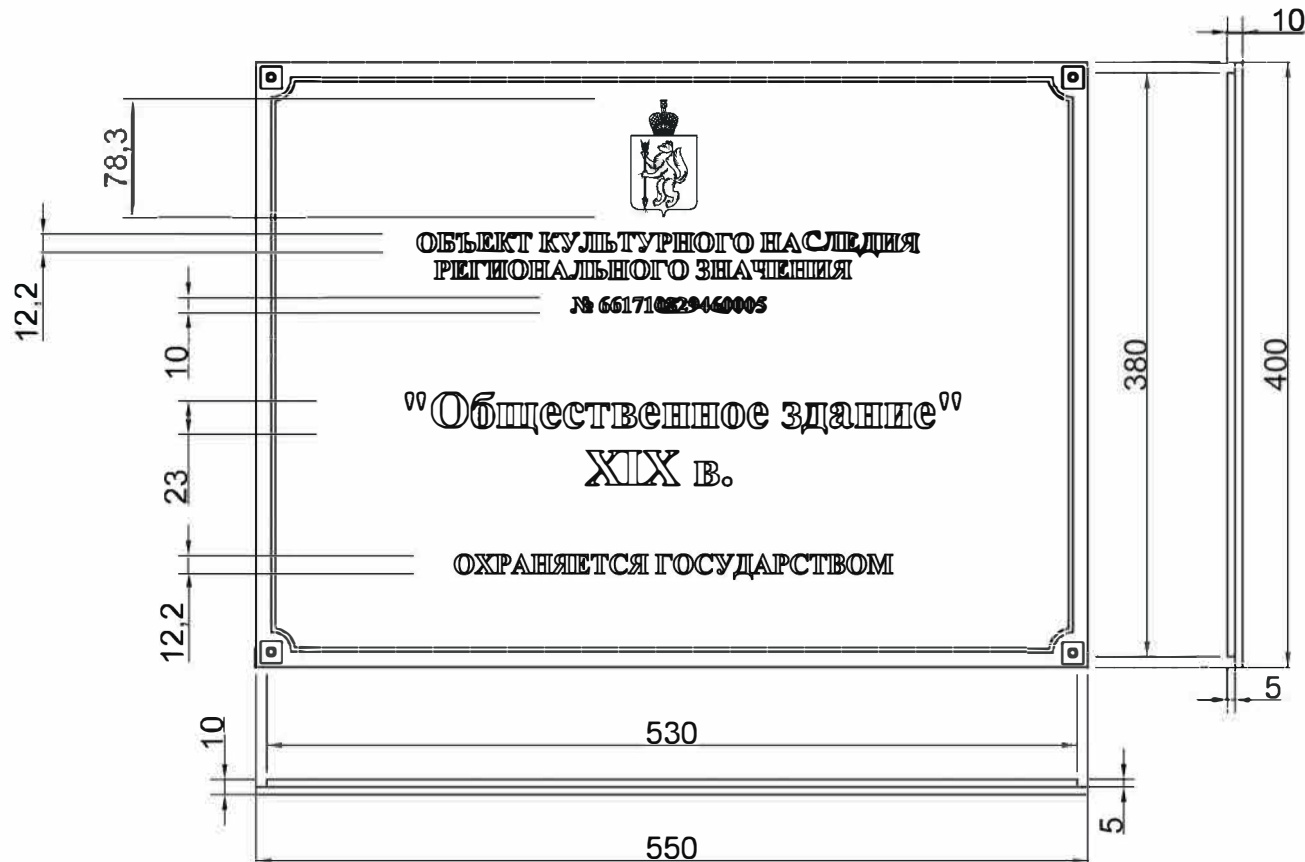 10
78,3
ОБЪЕКТ КУЛЬТУРНОГО НАСЛЕДИЯ
РЕГИОНАЛЬНОГО ЗНАЧЕНИЯ
№ 661710829460005
12,2
10
380
400
"Общественное здание"
XIX в.
23
ОХРАНЯЕТСЯ ГОСУДАРСТВОМ
12,2
5
10
530
5
550